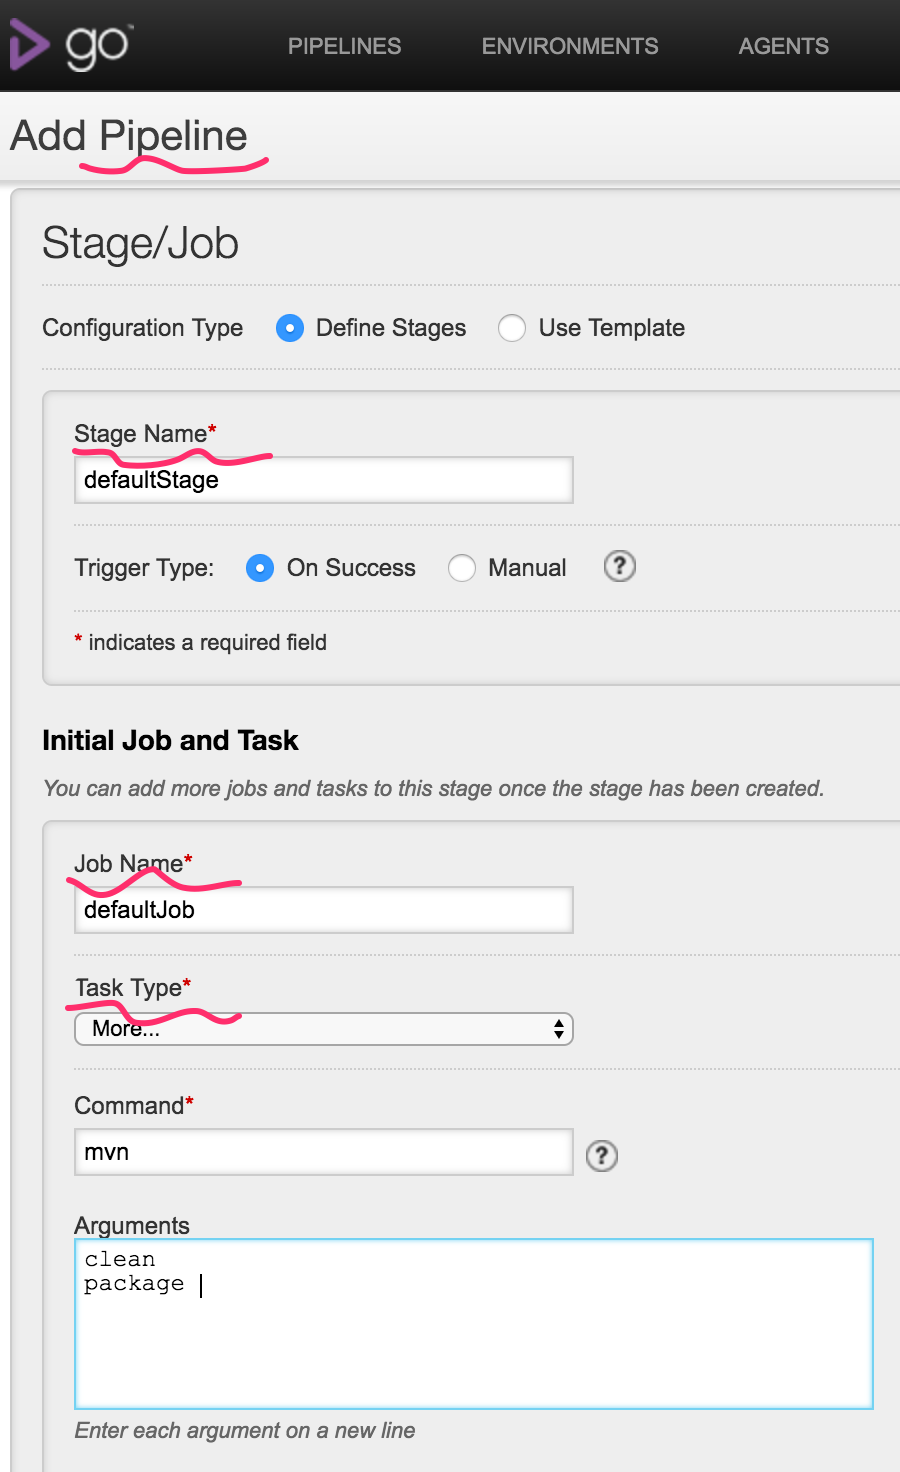 go™ PIPELINES ENVIRONMENTS AGENTS
Add Pipeline
Stage/Job
Configuration Type Define Stages Use Template
Stage Name*
defaultStage
Trigger Type: On Success Manual ?
* indicates a required field
Initial Job and Task
You can add more jobs and tasks to this stage once the stage has been created.
Job Name*
defaultJob
Task Type*
More...
Command*
mvn ?
Arguments
clean
package
Enter each argument on a new line